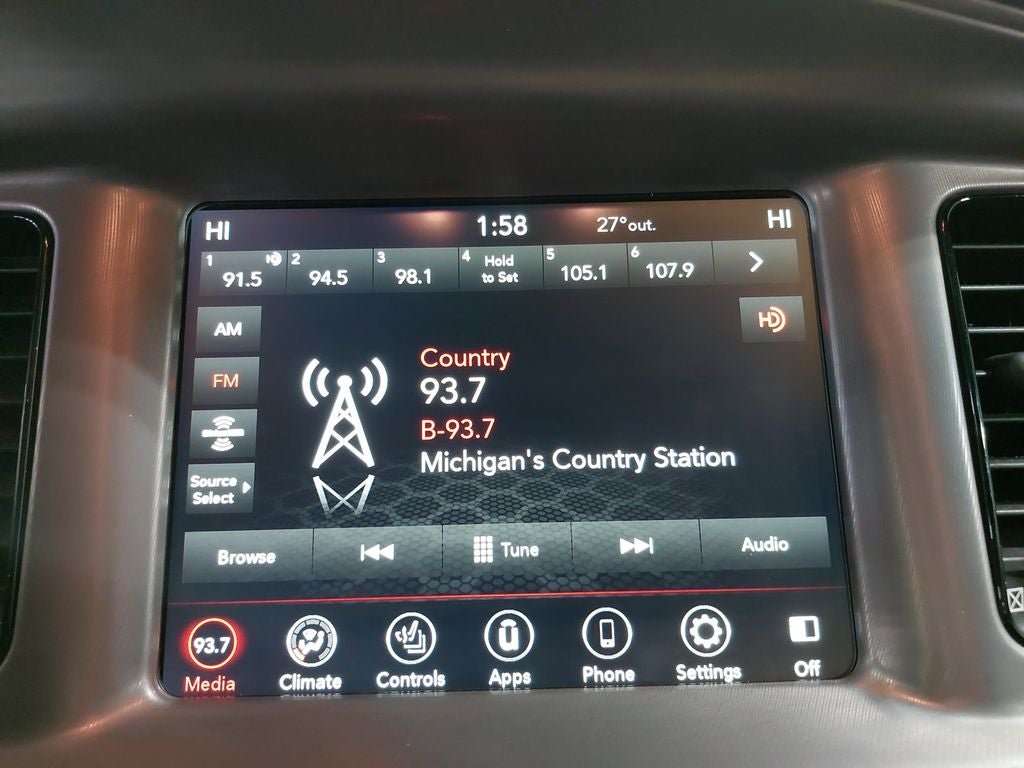 HI 1:58 27°out. HI
1 91.5 HD 2 94.5 3 98.1 4 Hold to Set 5 105.1 6 107.9
AM
HD
FM
Country
93.7
B-93.7
Michigan's Country Station
Source
Select
Browse Tune Audio
93.7
Media Climate Controls Apps Phone Settings Off